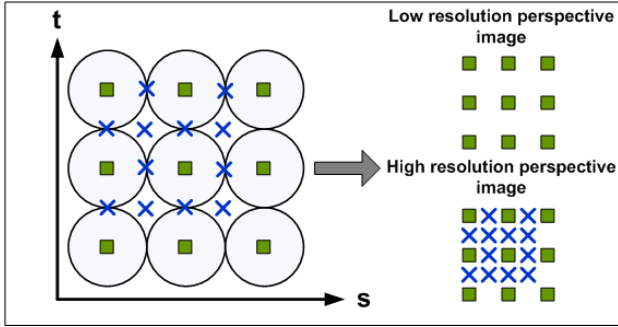 t
s
Low resolution perspective
image
High resolution perspective
image